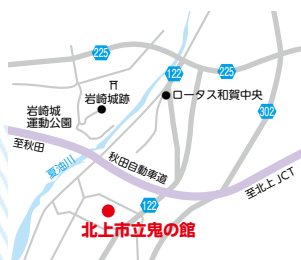 225
122
225
岩崎城跡
ロータス和賀中央
302
岩崎城
運動公園
至秋田
夏油川
秋田自動車道
至北上JCT
122
北上市立鬼の館